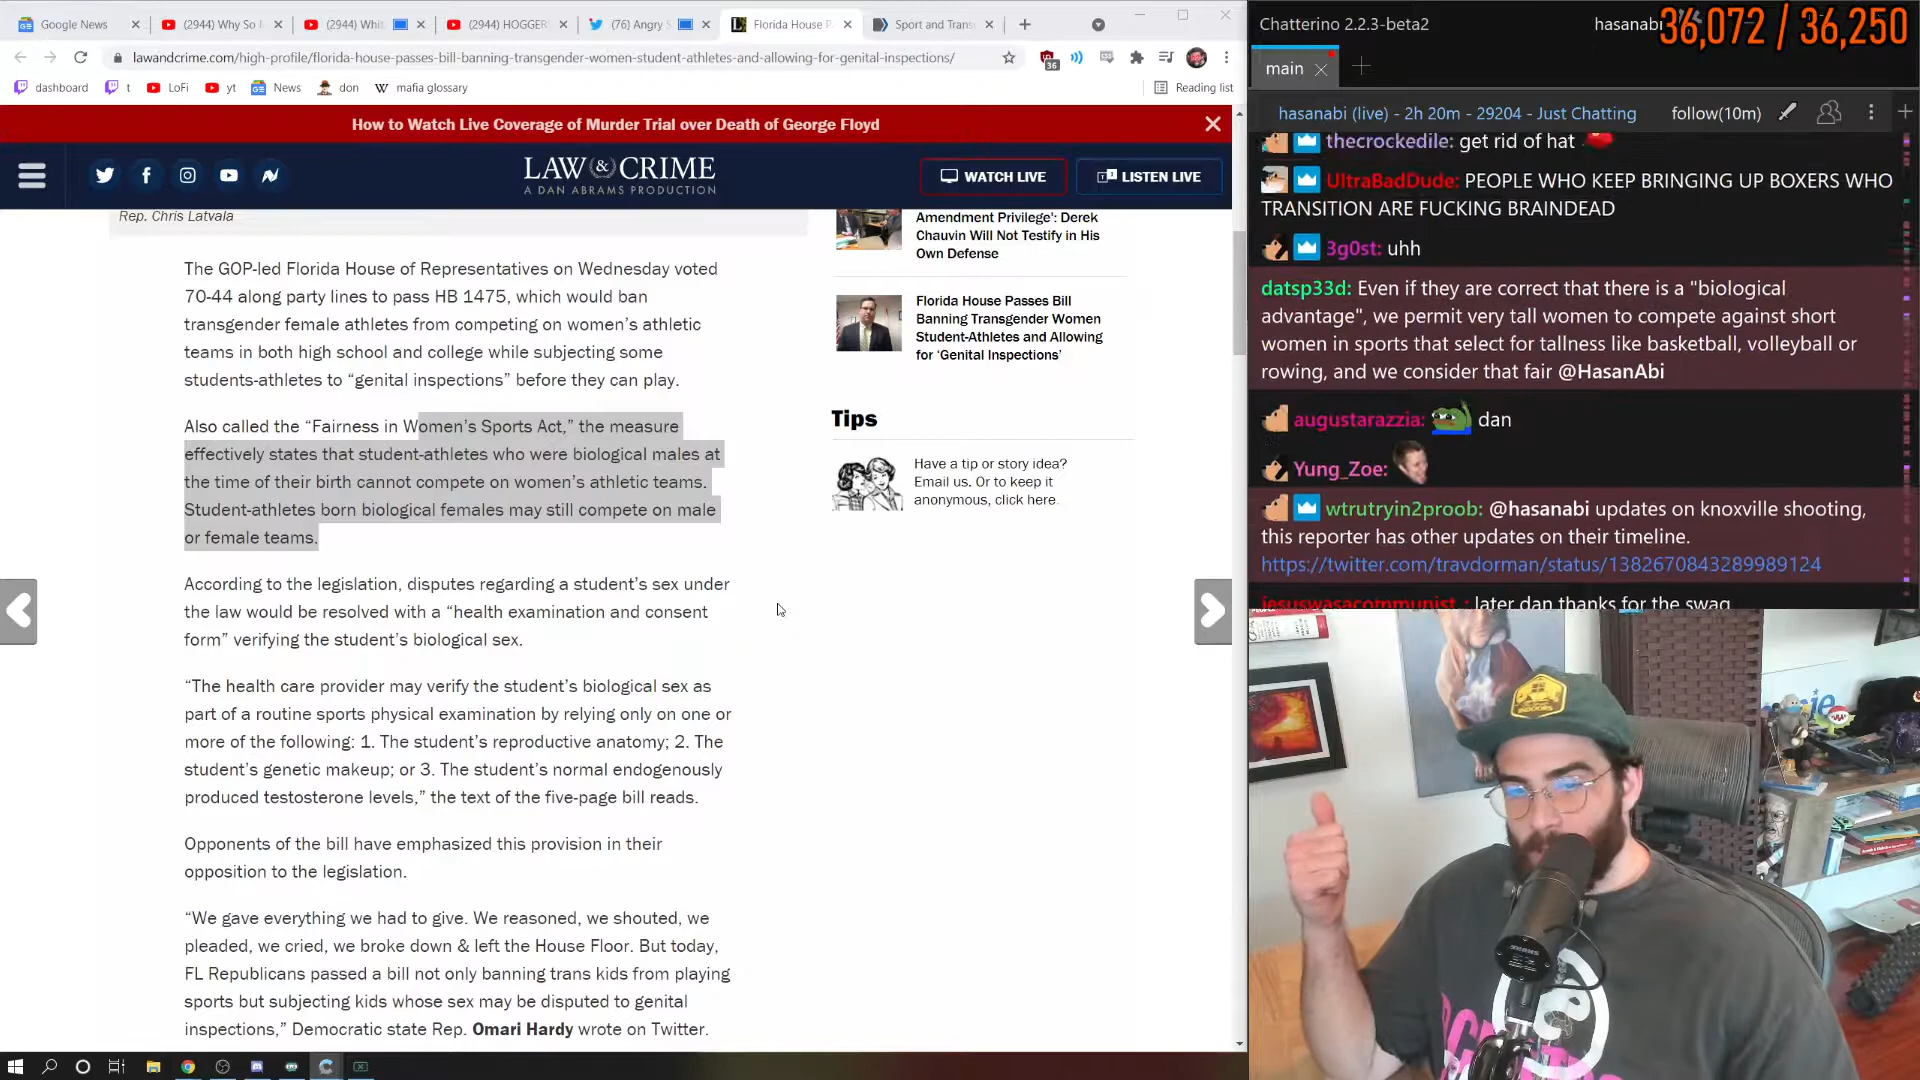 Google News
(2944) Why So I
(2944) Whit
(2944) HOGGER
(76) Angry S
Florida House P
Sport and Trans
lawandcrime.com/high-profile/florida-house-passes-bill-banning-transgender-women-student-athletes-and-allowing-for-genital-inspections/
36
dashboard
t
LoFi
yt
News
don
mafia glossary
Reading list
How to Watch Live Coverage of Murder Trial over Death of George Floyd
LAW & CRIME
A DAN ABRAMS PRODUCTION
WATCH LIVE
LISTEN LIVE
Rep. Chris Latvala
The GOP-led Florida House of Representatives on Wednesday voted
70-44 along party lines to pass HB 1475, which would ban
transgender female athletes from competing on women's athletic
teams in both high school and college while subjecting some
students-athletes to “genital inspections” before they can play.
Also called the “Fairness in Women's Sports Act,” the measure
effectively states that student-athletes who were biological males at
the time of their birth cannot compete on women's athletic teams.
Student-athletes born biological females may still compete on male
or female teams.
According to the legislation, disputes regarding a student's sex under
the law would be resolved with a “health examination and consent
form” verifying the student's biological sex.
“The health care provider may verify the student's biological sex as
part of a routine sports physical examination by relying only on one or
more of the following: 1. The student's reproductive anatomy; 2. The
student's genetic makeup; or 3. The student's normal endogenously
produced testosterone levels,” the text of the five-page bill reads.
Opponents of the bill have emphasized this provision in their
opposition to the legislation.
“We gave everything we had to give. We reasoned, we shouted, we
pleaded, we cried, we broke down & left the House Floor. But today,
FL Republicans passed a bill not only banning trans kids from playing
sports but subjecting kids whose sex may be disputed to genital
inspections,” Democratic state Rep. Omari Hardy wrote on Twitter.
Amendment Privilege': Derek
Chauvin Will Not Testify in His
Own Defense
Florida House Passes Bill
Banning Transgender Women
Student-Athletes and Allowing
for 'Genital Inspections'
Tips
Have a tip or story idea?
Email us. Or to keep it
anonymous, click here.
Chatterino 2.2.3-beta2
hasanabi
36,072 / 36,250
main
hasanabi (live) - 2h 20m - 29204 - Just Chatting
follow(10m)
thecrockedile: get rid of hat
UltraBadDude: PEOPLE WHO KEEP BRINGING UP BOXERS WHO
TRANSITION ARE FUCKING BRAINDEAD
3g0st: uhh
datsp33d: Even if they are correct that there is a "biological
advantage", we permit very tall women to compete against short
women in sports that select for tallness like basketball, volleyball or
rowing, and we consider that fair @HasanAbi
augustarazzia: dan
Yung_Zoe:
wtrutryin2proob: @hasanabi updates on knoxville shooting,
this reporter has other updates on their timeline.
https://twitter.com/travdorman/status/1382670843289989124
jesuswasacommunist_: later dan thanks for the swag